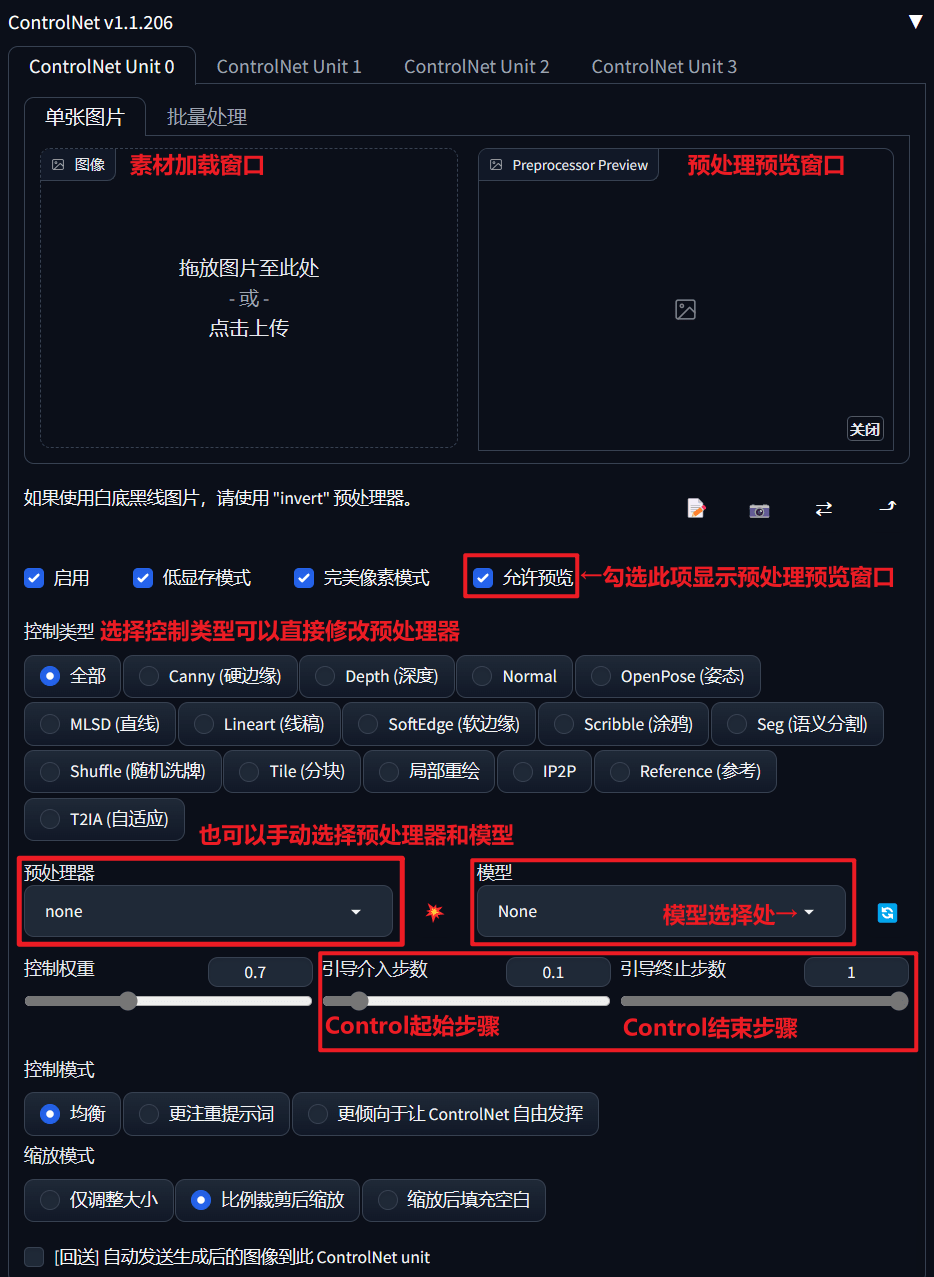 ControlNet v1.1.206
ControlNet Unit 0 ControlNet Unit 1 ControlNet Unit 2 ControlNet Unit 3
单张图片 批量处理
图像 素材加载窗口 Preprocessor Preview 预处理预览窗口
拖放图片至此处
- 或 -
点击上传
关闭
如果使用白底黑线图片，请使用 "invert" 预处理器。
启用 低显存模式 完美像素模式 允许预览 ←勾选此项显示预处理预览窗口
控制类型 选择控制类型可以直接修改预处理器
全部 Canny (硬边缘) Depth (深度) Normal OpenPose (姿态)
MLSD (直线) Lineart (线稿) SoftEdge (软边缘) Scribble (涂鸦) Seg (语义分割)
Shuffle (随机洗牌) Tile (分块) 局部重绘 IP2P Reference (参考)
T2IA (自适应) 也可以手动选择预处理器和模型
预处理器 模型
none None 模型选择处→
控制权重 0.7 引导介入步数 0.1 引导终止步数 1
Control起始步骤 Control结束步骤
控制模式
均衡 更注重提示词 更倾向于让 ControlNet 自由发挥
缩放模式
仅调整大小 比例裁剪后缩放 缩放后填充空白
[回送] 自动发送生成后的图像到此 ControlNet unit